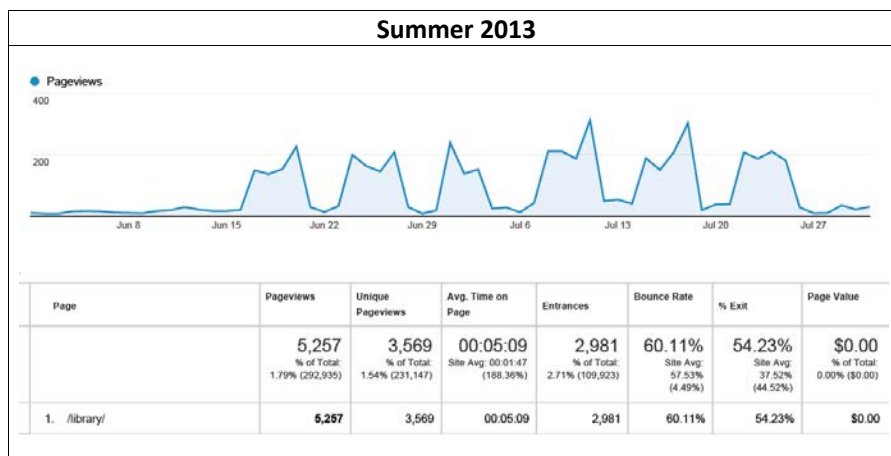 Summer 2013
Pageviews
400
200
Jun 8 Jun 15 Jun 22 Jun 29 Jul 6 Jul 13 Jul 20 Jul 27
Page Pageviews Unique Pageviews Avg. Time on Page Entrances Bounce Rate % Exit Page Value
5,257 3,569 00:05:09 2,981 60.11% 54.23% $0.00
% of Total: 1.79% (292,935) % of Total: 1.54% (231,147) Site Avg: 00:01:47 (188.36%) % of Total: 2.71% (109,923) Site Avg: 57.53% (4.49%) Site Avg: 37.52% (44.52%) % of Total: 0.00% ($0.00)
1. /library/ 5,257 3,569 00:05:09 2,981 60.11% 54.23% $0.00